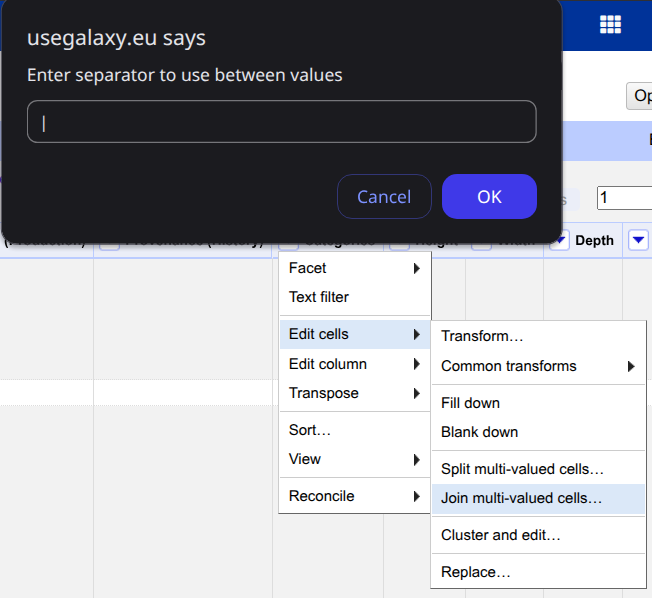 usegalaxy.eu says
Enter separator to use between values
|
Cancel
OK
Op
1
Depth
Facet
Text filter
Edit cells
Edit column
Transpose
Sort…
View
Reconcile
Transform…
Common transforms
Fill down
Blank down
Split multi-valued cells…
Join multi-valued cells…
Cluster and edit…
Replace…